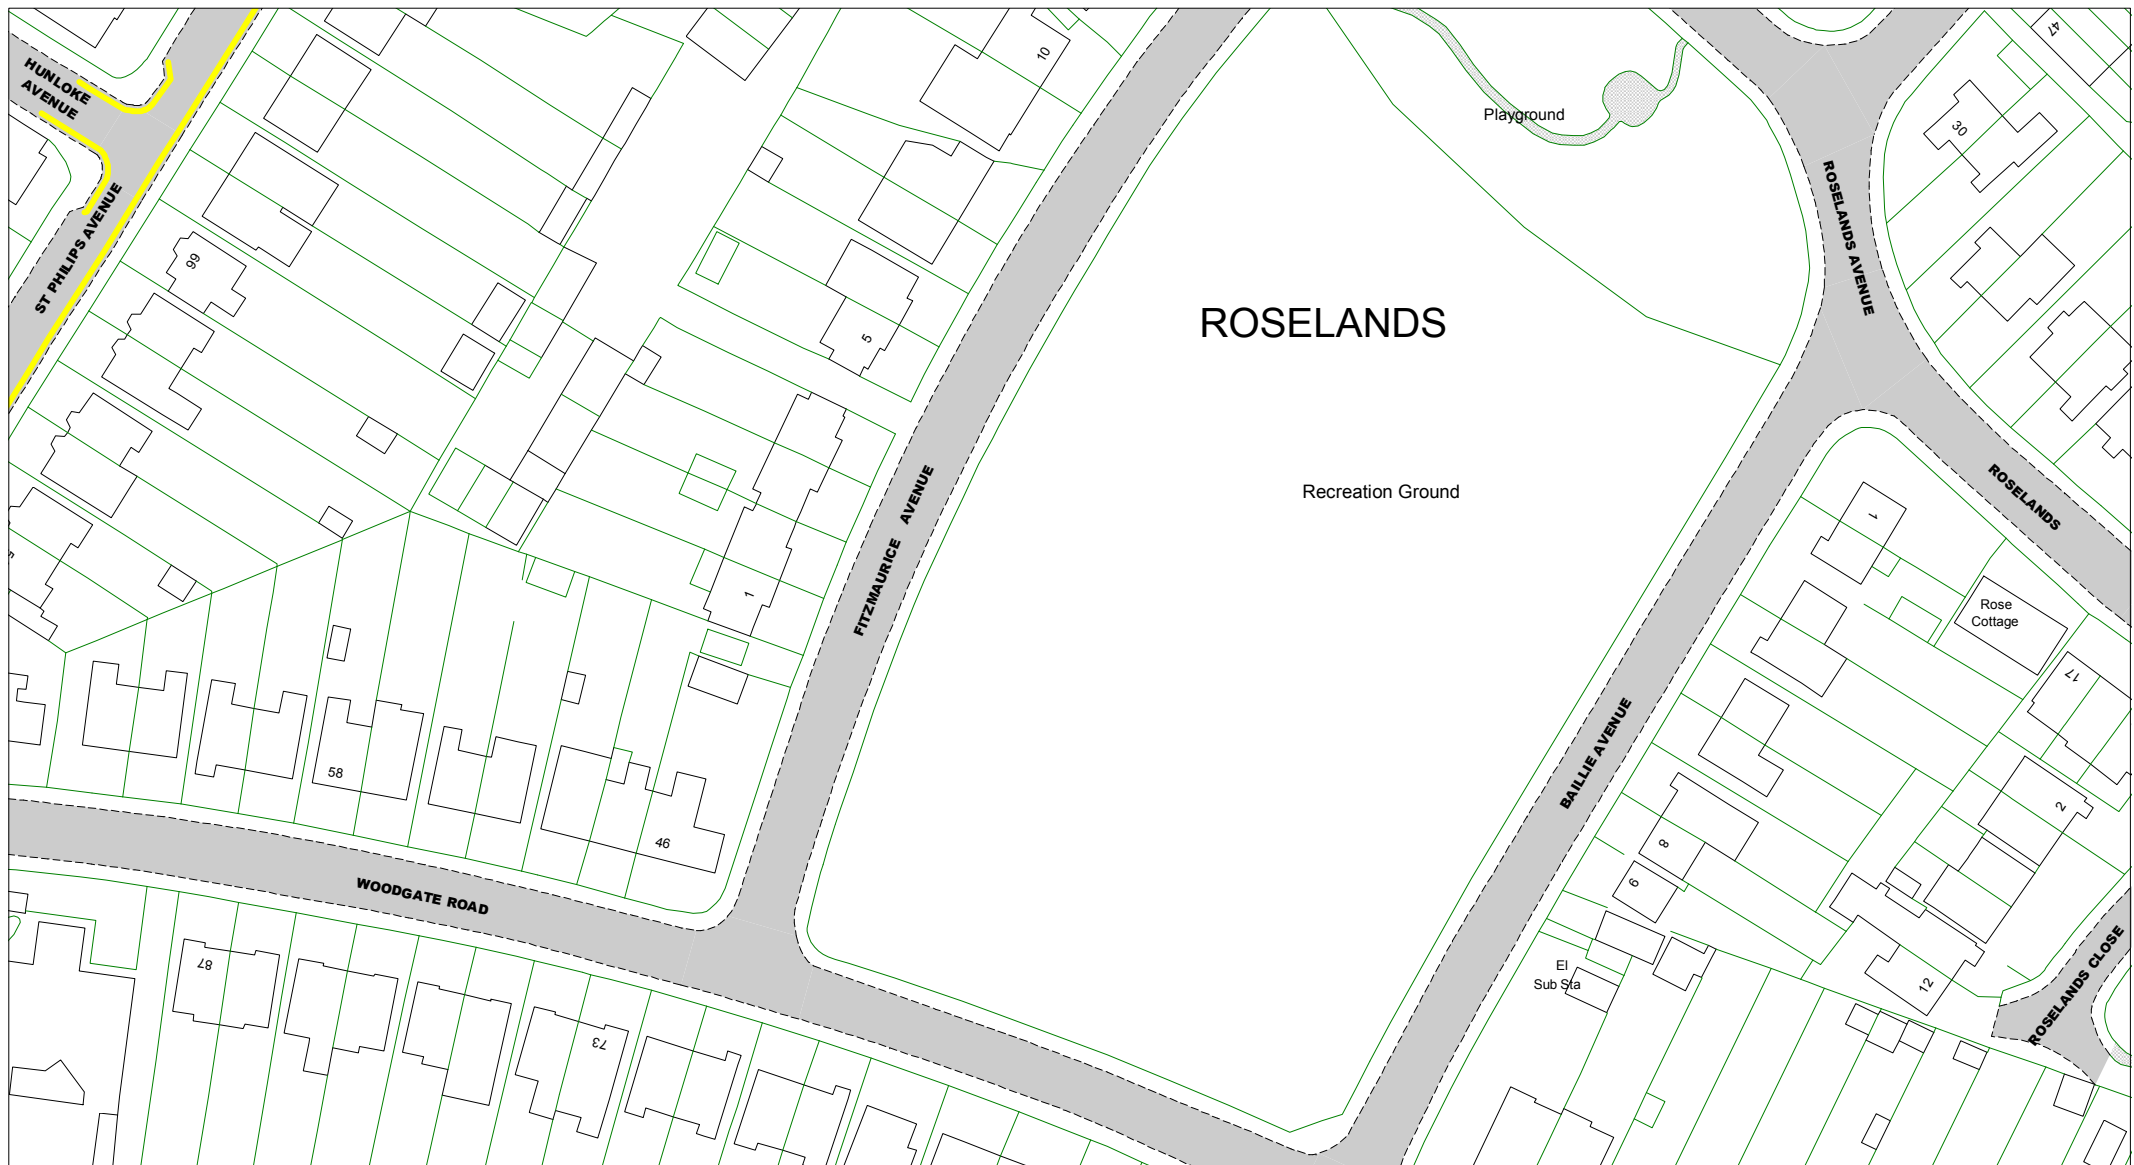 HUNLOKE
AVENUE
ST PHILIPS AVENUE
99
10
Playground
47
30
ROSELANDS AVENUE
ROSELANDS
5
Recreation Ground
ROSELANDS
FITZMAURICE AVENUE
1
1
Rose
Cottage
17
BAILLIE AVENUE
58
46
8
6
2
WOODGATE ROAD
87
73
El
Sub Sta
12
ROSELANDS CLOSE